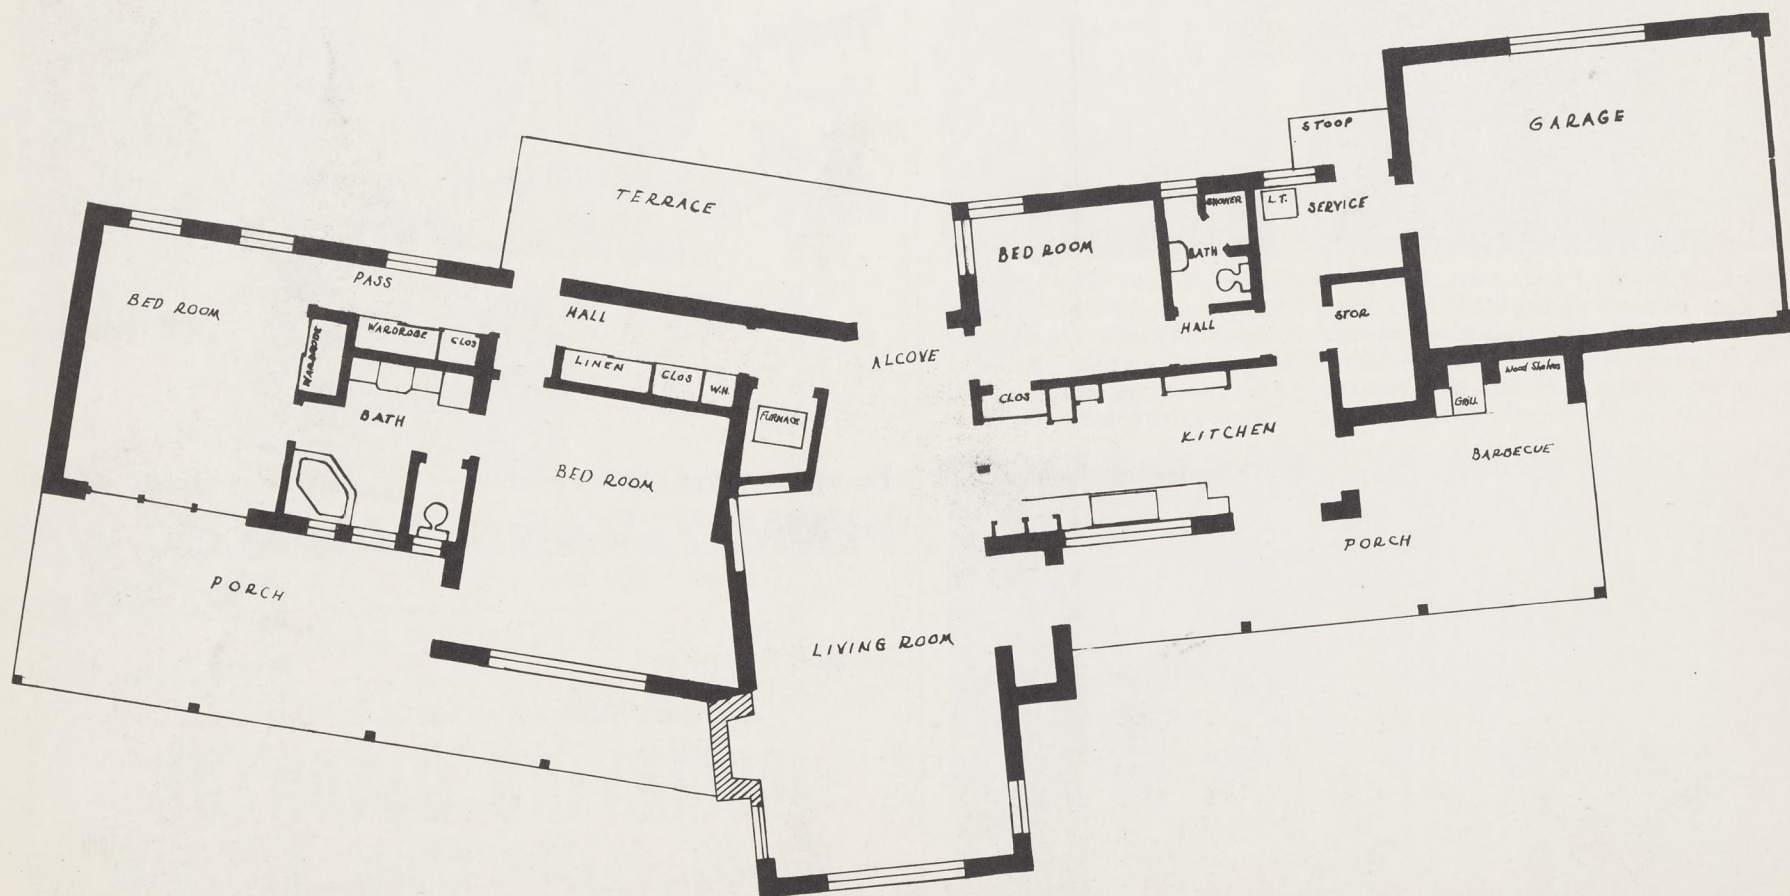 GARAGE
STOOP
TERRACE
SHOWER
L.T.
SERVICE
BED ROOM
BATH
PASS
BED ROOM
HALL
HALL
STOR
WARDROBE
CLOS
WARDROBE
LINEN
CLOS
W.H.
ALCOVE
CLOS
Wood Shelves
GRILL
FURNACE
BATH
KITCHEN
BARBECUE
BED ROOM
PORCH
PORCH
LIVING ROOM